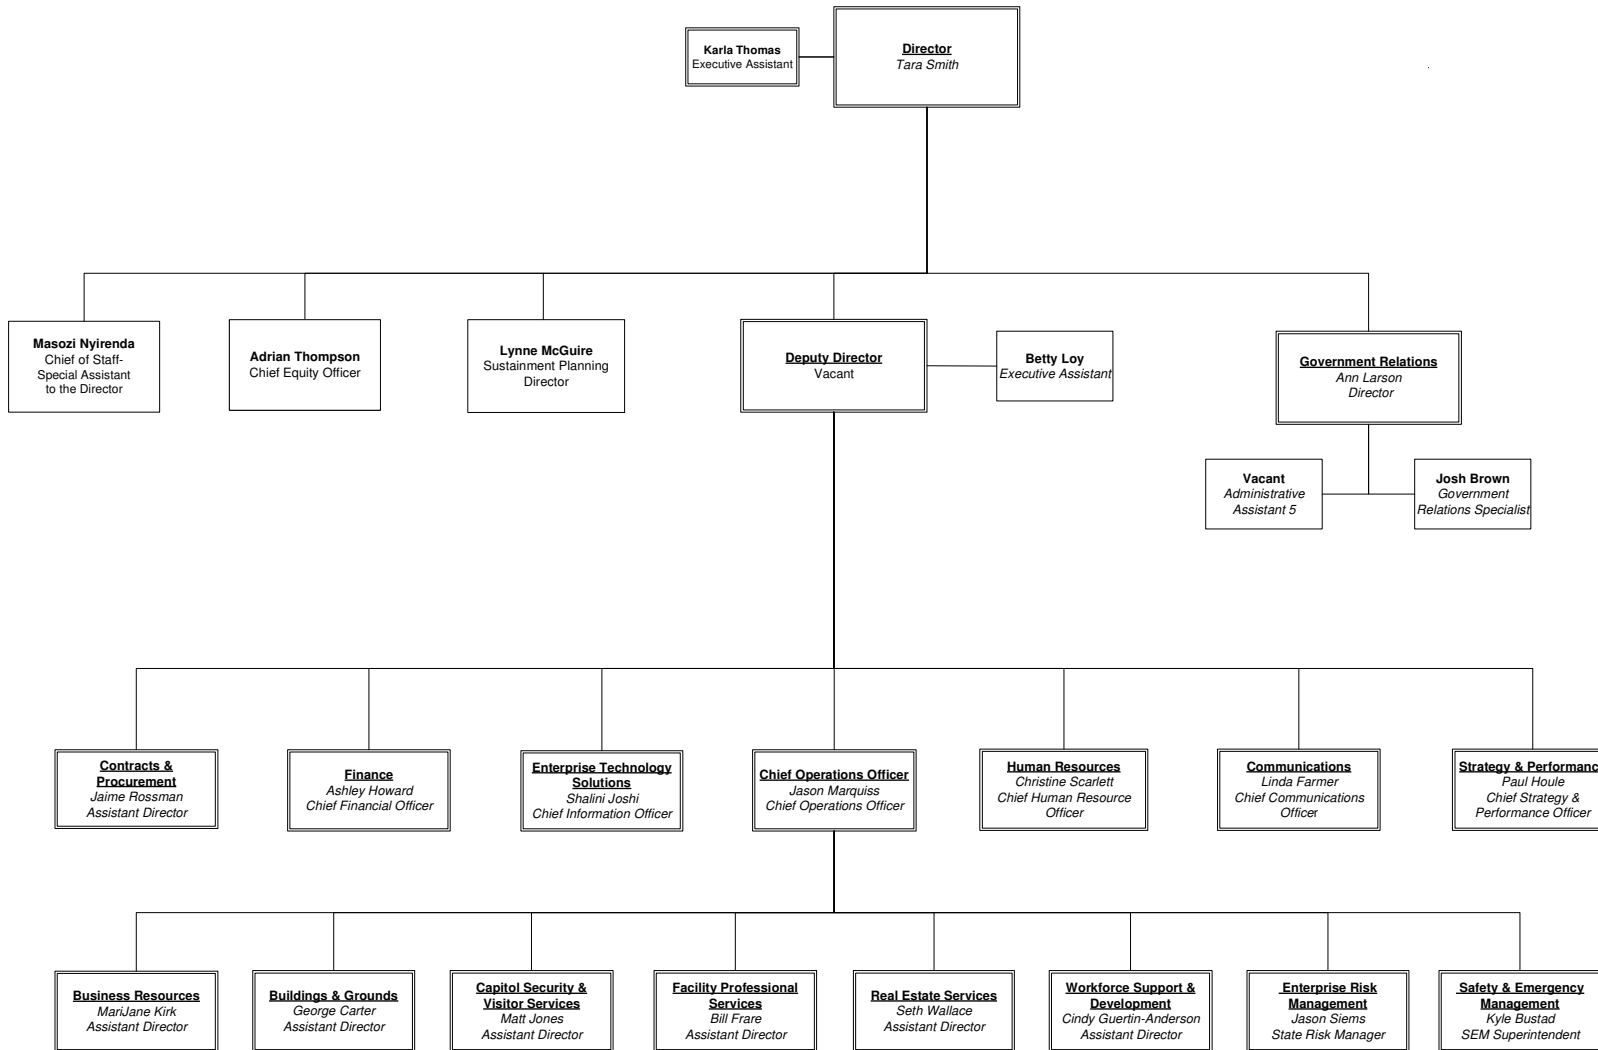 Karla Thomas
Executive Assistant
Director
Tara Smith
Masozi Nyirenda
Chief of Staff-
Special Assistant
to the Director
Adrian Thompson
Chief Equity Officer
Lynne McGuire
Sustainment Planning
Director
Deputy Director
Vacant
Betty Loy
Executive Assistant
Government Relations
Ann Larson
Director
Vacant
Administrative
Assistant 5
Josh Brown
Government
Relations Specialist
Contracts &
Procurement
Jaime Rossman
Assistant Director
Finance
Ashley Howard
Chief Financial Officer
Enterprise Technology
Solutions
Shalini Joshi
Chief Information Officer
Chief Operations Officer
Jason Marquiss
Chief Operations Officer
Human Resources
Christine Scarlett
Chief Human Resource
Officer
Communications
Linda Farmer
Chief Communications
Officer
Strategy & Performanc
Paul Houle
Chief Strategy &
Performance Officer
Business Resources
MariJane Kirk
Assistant Director
Buildings & Grounds
George Carter
Assistant Director
Capitol Security &
Visitor Services
Matt Jones
Assistant Director
Facility Professional
Services
Bill Frare
Assistant Director
Real Estate Services
Seth Wallace
Assistant Director
Workforce Support &
Development
Cindy Guertin-Anderson
Assistant Director
Enterprise Risk
Management
Jason Siems
State Risk Manager
Safety & Emergency
Management
Kyle Bustad
SEM Superintendent